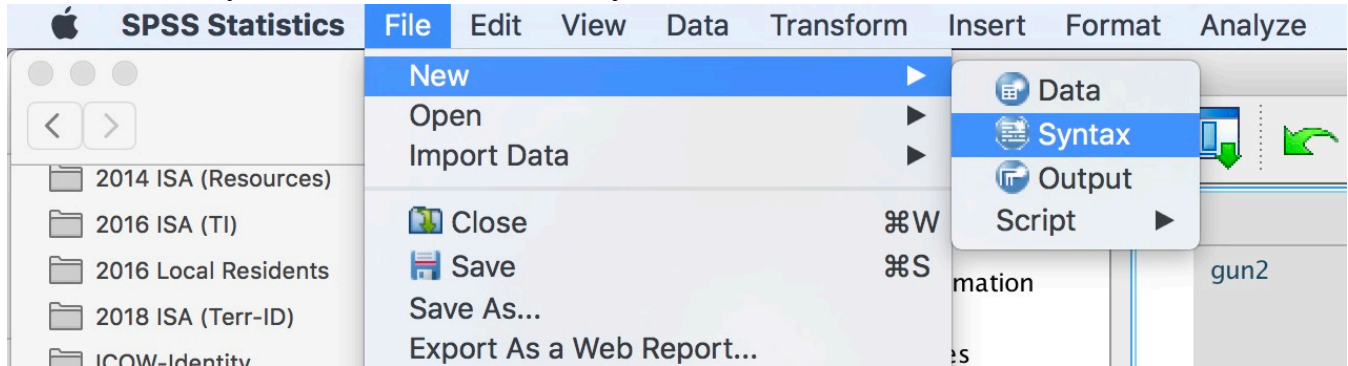 SPSS Statistics File Edit View Data Transform Insert Format Analyze
New
Open
Import Data
Close ⌘W
Save ⌘S
Save As...
Export As a Web Report...
Data
Syntax
Output
Script
2014 ISA (Resources)
2016 ISA (TI)
2016 Local Residents
2018 ISA (Terr-ID)
ICOW-Identity
mation
es
gun2